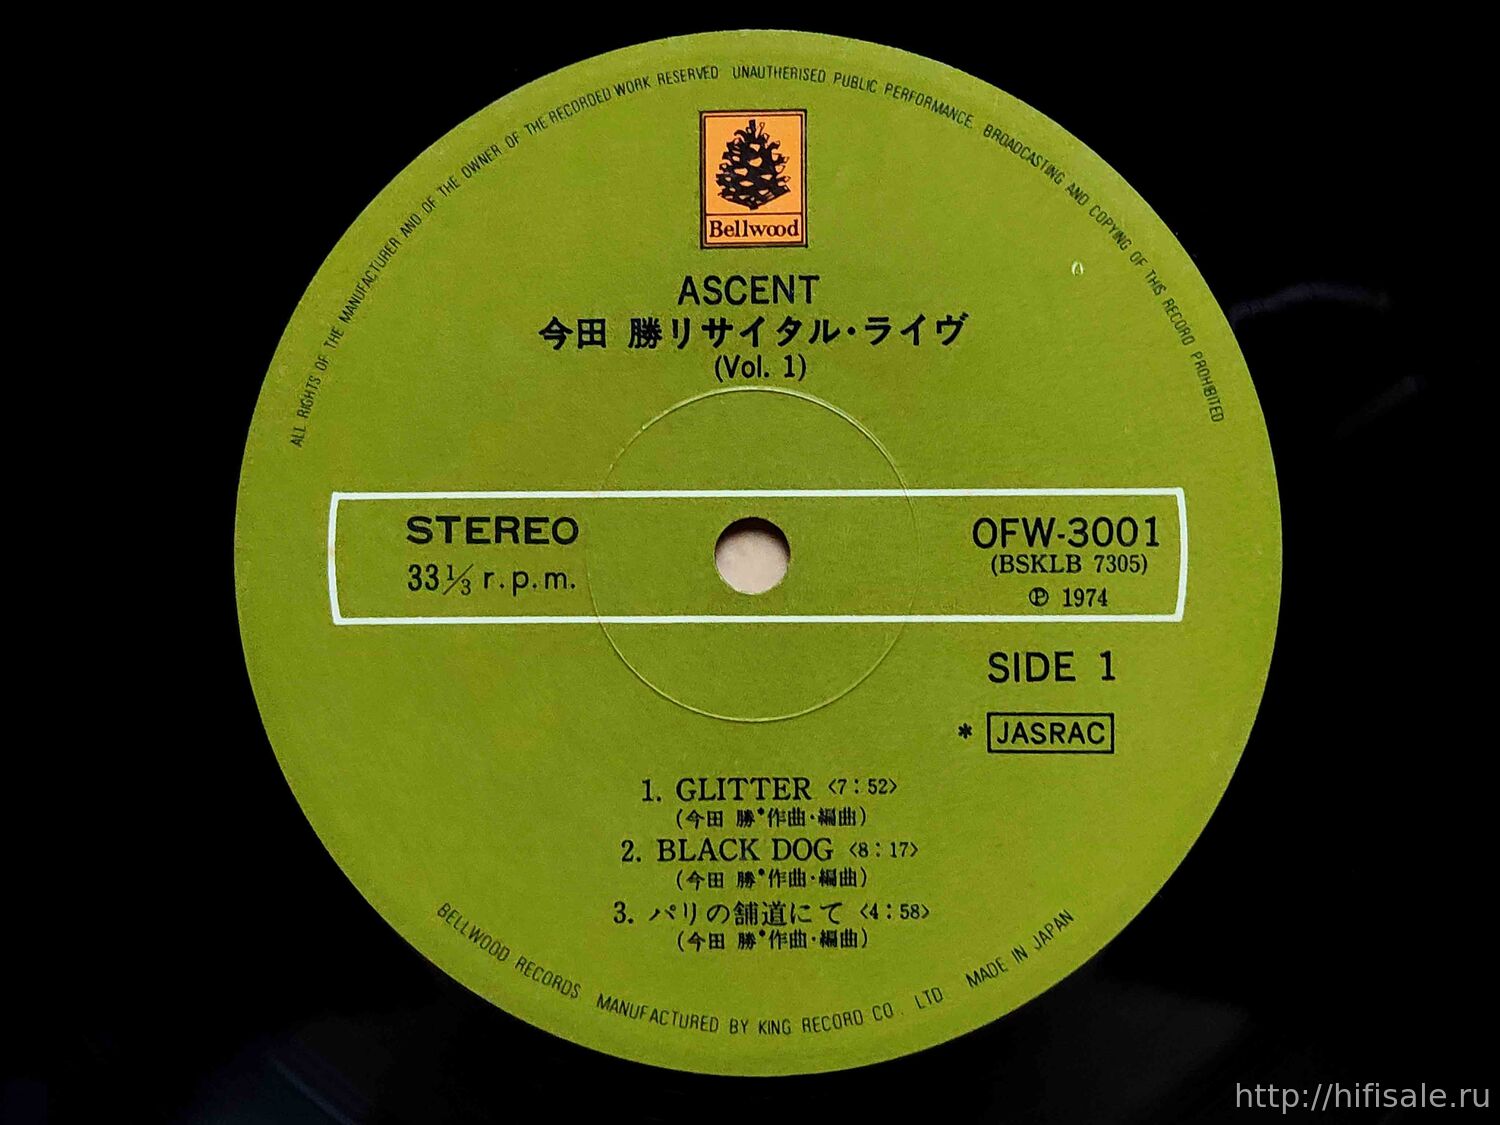 ALL RIGHTS OF THE MANUFACTURER AND OF THE OWNER OF THE RECORDED WORK RESERVED UNAUTHERISED PUBLIC PERFORMANCE. BROADCASTING AND COPYING OF THIS RECORD PROHIBITED
Bellwood
ASCENT
今田 勝リサイタル・ライヴ
(Vol. 1)
STEREO
33 1/3 r.p.m.
OFW-3001
(BSKLB 7305)
℗ 1974
SIDE 1
* JASRAC
1. GLITTER 〈7:52〉
(今田 勝*作曲・編曲)
2. BLACK DOG 〈8:17〉
(今田 勝*作曲・編曲)
3. パリの舗道にて 〈4:58〉
(今田 勝*作曲・編曲)
BELLWOOD RECORDS MANUFACTURED BY KING RECORD CO. LTD MADE IN JAPAN
http://hifisale.ru